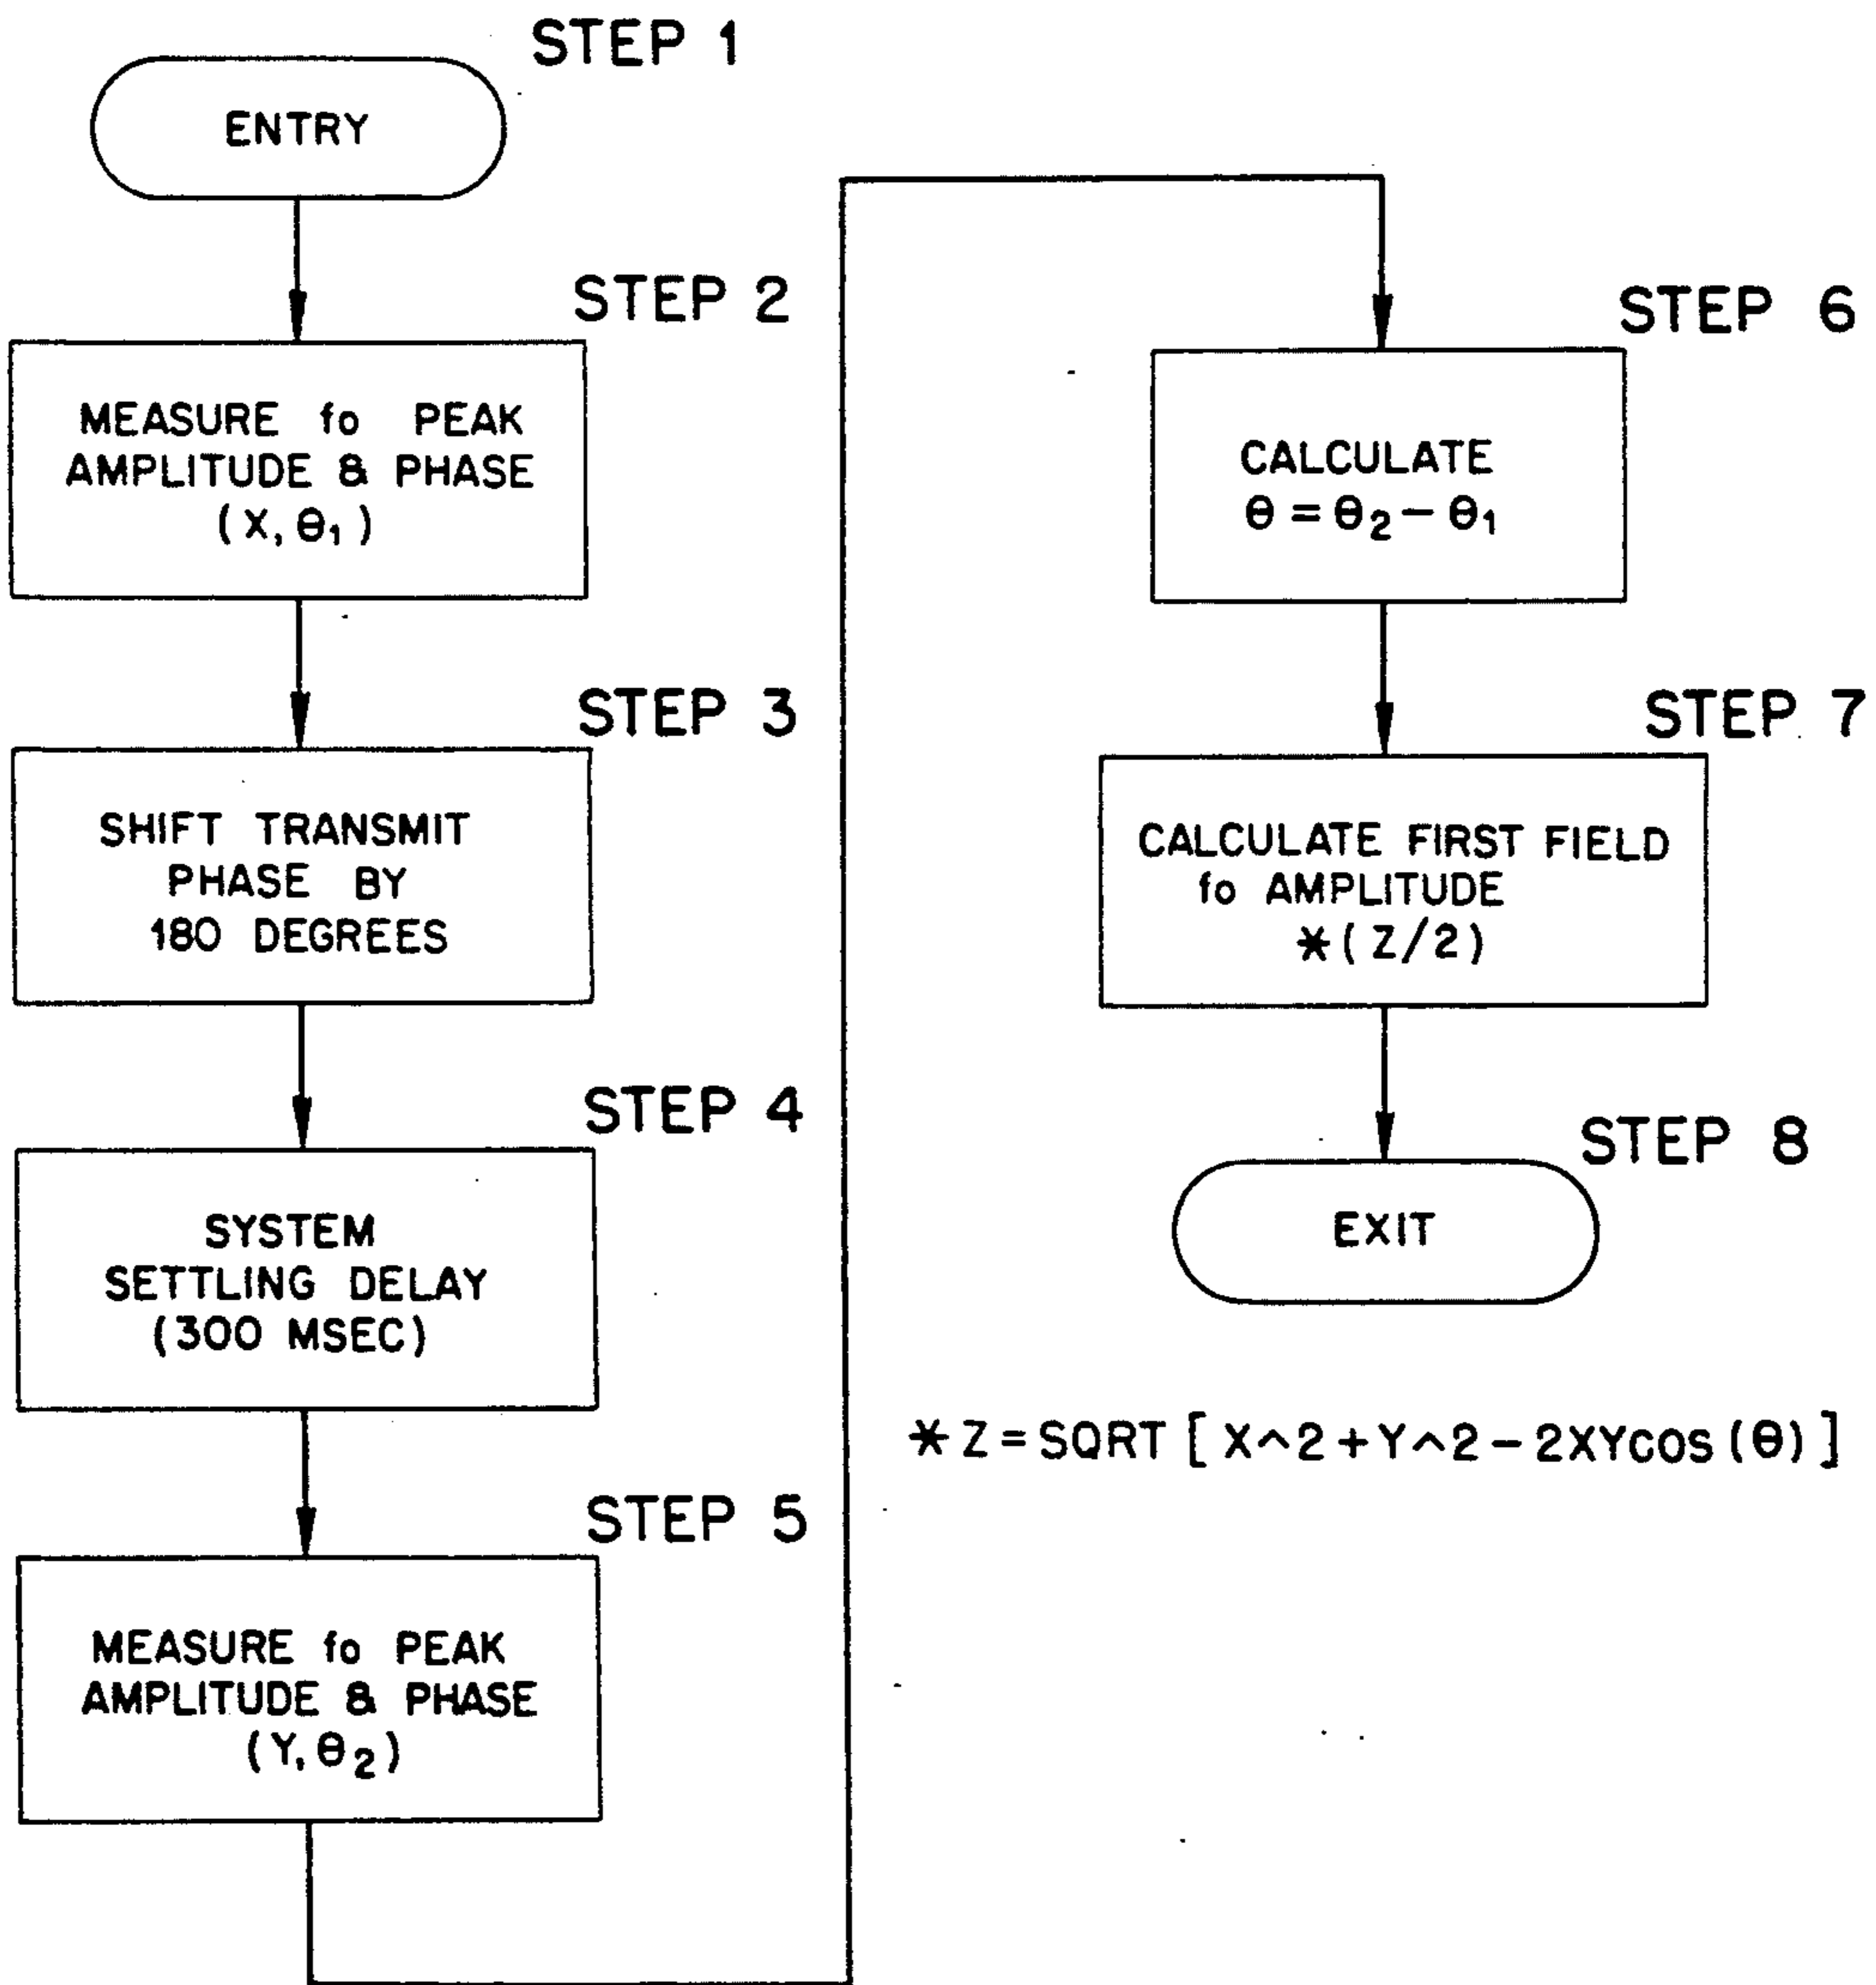 STEP 1
ENTRY
STEP 2
MEASURE fo PEAK
AMPLITUDE & PHASE
(X, θ₁)
STEP 3
SHIFT TRANSMIT
PHASE BY
180 DEGREES
STEP 4
SYSTEM
SETTLING DELAY
(300 MSEC)
STEP 5
MEASURE fo PEAK
AMPLITUDE & PHASE
(Y, θ₂)
STEP 6
CALCULATE
θ = θ₂ - θ₁
STEP 7
CALCULATE FIRST FIELD
fo AMPLITUDE
*(Z/2)
STEP 8
EXIT
* Z = SQRT [X^2+Y^2-2XYCOS(θ)]